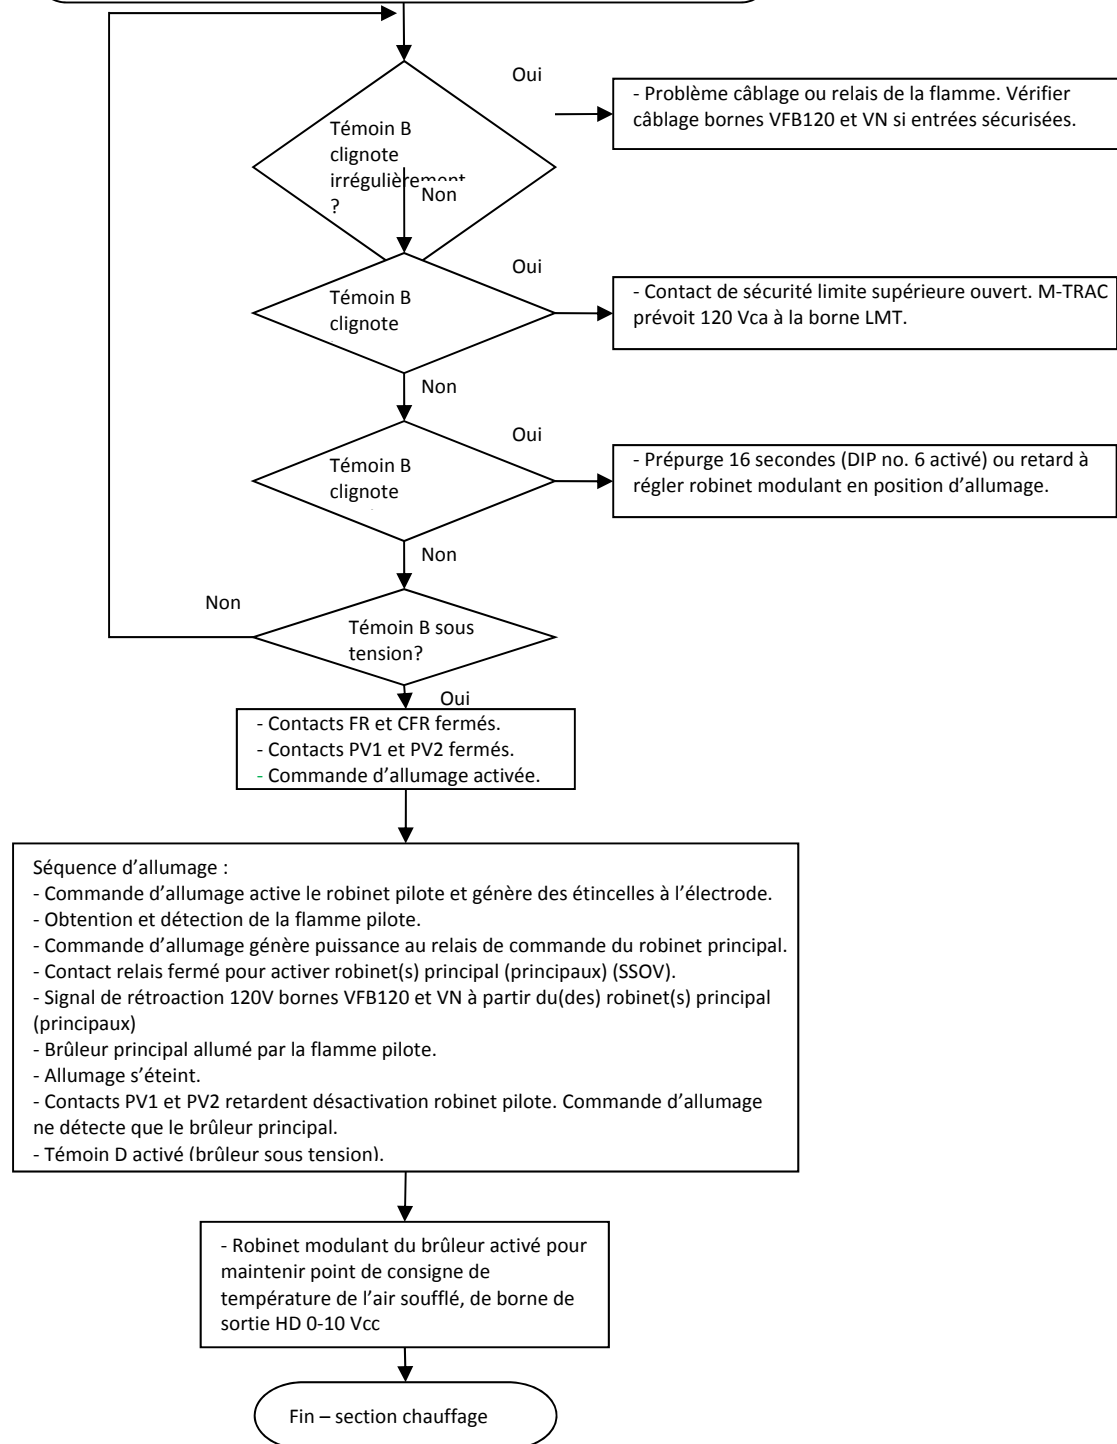 Oui
- Problème câblage ou relais de la flamme. Vérifier
câblage bornes VFB120 et VN si entrées sécurisées.
Témoin B
clignote
irrégulièrement
?
Non
Oui
- Contact de sécurité limite supérieure ouvert. M-TRAC
prévoit 120 Vca à la borne LMT.
Témoin B
clignote
Non
Oui
- Prépurge 16 secondes (DIP no. 6 activé) ou retard à
régler robinet modulant en position d’allumage.
Témoin B
clignote
Non
Non
Témoin B sous
tension?
Oui
- Contacts FR et CFR fermés.
- Contacts PV1 et PV2 fermés.
- Commande d’allumage activée.
Séquence d’allumage :
- Commande d’allumage active le robinet pilote et génère des étincelles à l’électrode.
- Obtention et détection de la flamme pilote.
- Commande d’allumage génère puissance au relais de commande du robinet principal.
- Contact relais fermé pour activer robinet(s) principal (principaux) (SSOV).
- Signal de rétroaction 120V bornes VFB120 et VN à partir du(des) robinet(s) principal
(principaux)
- Brûleur principal allumé par la flamme pilote.
- Allumage s’éteint.
- Contacts PV1 et PV2 retardent désactivation robinet pilote. Commande d’allumage
ne détecte que le brûleur principal.
- Témoin D activé (brûleur sous tension).
- Robinet modulant du brûleur activé pour
maintenir point de consigne de
température de l’air soufflé, de borne de
sortie HD 0-10 Vcc
Fin – section chauffage